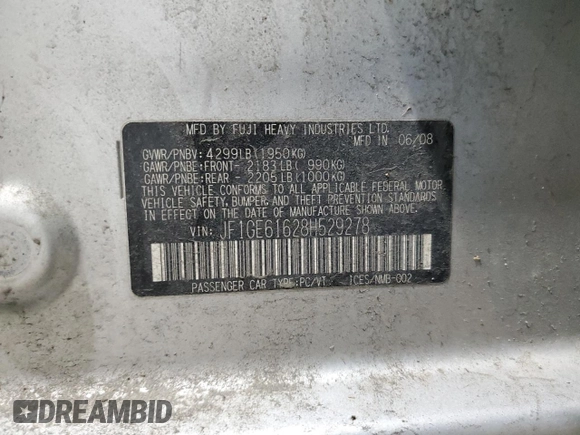 MFD BY FUJI HEAVY INDUSTRIES LTD.
MFD IN 06/08
GVWR/PNBV: 4299LB(1950KG)
GAWR/PNBE:FRONT- 2183LB( 990KG)
GAWR/PNBE:REAR - 2205LB(1000KG)
THIS VEHICLE CONFORMS TO ALL APPLICABLE FEDERAL MOTOR
VEHICLE SAFETY, BUMPER, AND THEFT PREVENTION STANDARDS
IN EFFECT ON THE DATE OF MANUFACTURE SHOWN ABOVE.
VIN: JF1GE61628H529278
PASSENGER CAR TYPE:PC/VT ICES/NMB-002
DREAMBID